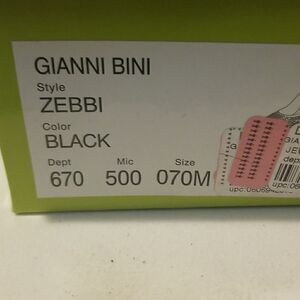 GIANNI BINI
Style
ZEBBI
Color
BLACK
Dept Mic Size
670 500 070M